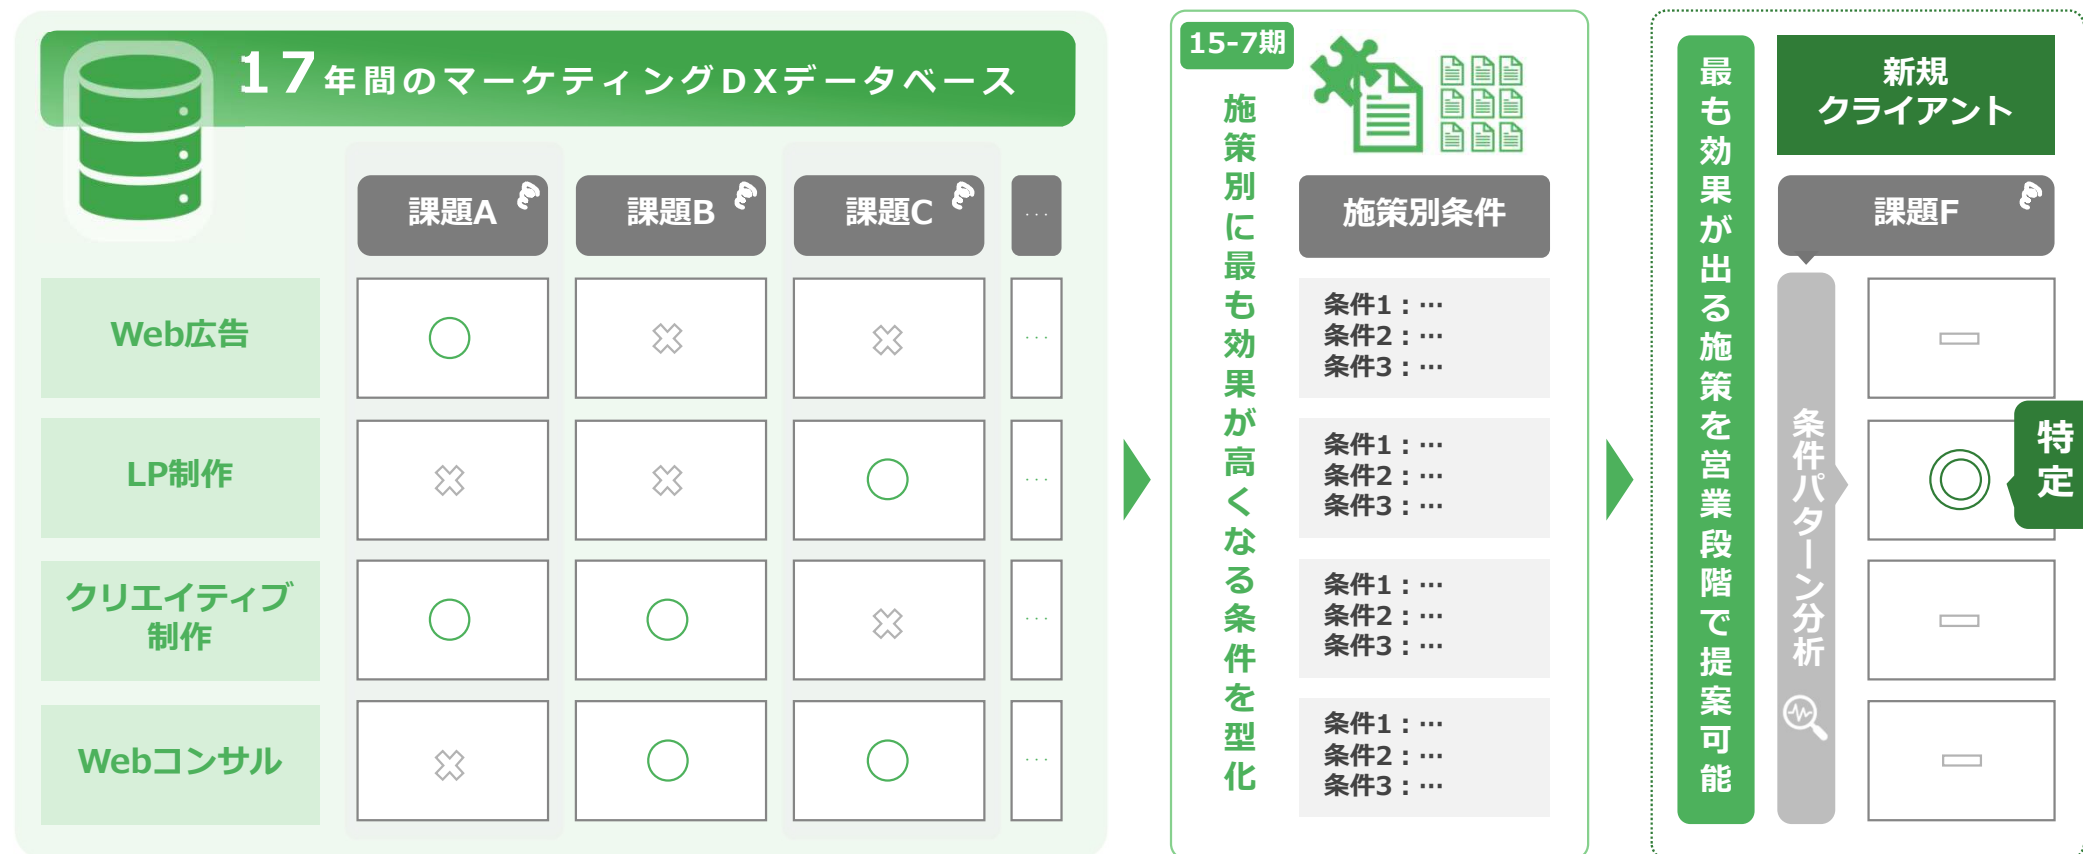 17年間のマーケティングDXデータベース
課題A
課題B
課題C
...
Web広告
...
LP制作
...
クリエイティブ
制作
...
Webコンサル
...
15-7期
施策別に最も効果が高くなる条件を型化
施策別条件
条件1：…
条件2：…
条件3：…
条件1：…
条件2：…
条件3：…
条件1：…
条件2：…
条件3：…
条件1：…
条件2：…
条件3：…
最も効果が出る施策を営業段階で提案可能
新規
クライアント
課題F
条件パターン分析
特定